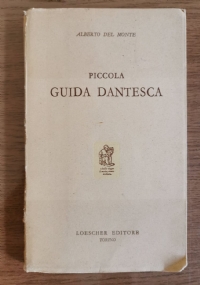 ALBERTO DEL MONTE
PICCOLA
GUIDA DANTESCA
LOESCHER EDITORE
TORINO